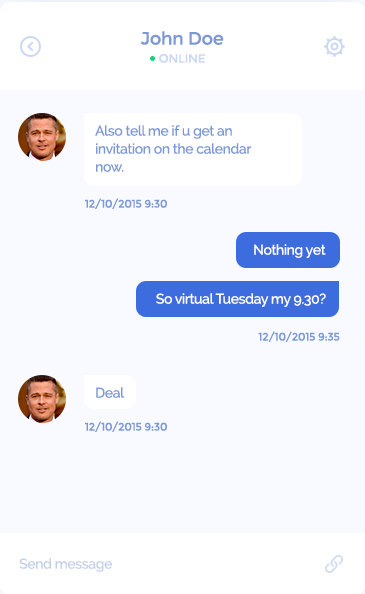 John Doe
ONLINE
Also tell me if u get an
invitation on the calendar
now.
12/10/2015 9:30
Nothing yet
So virtual Tuesday my 9.30?
12/10/2015 9:35
Deal
12/10/2015 9:30
Send message